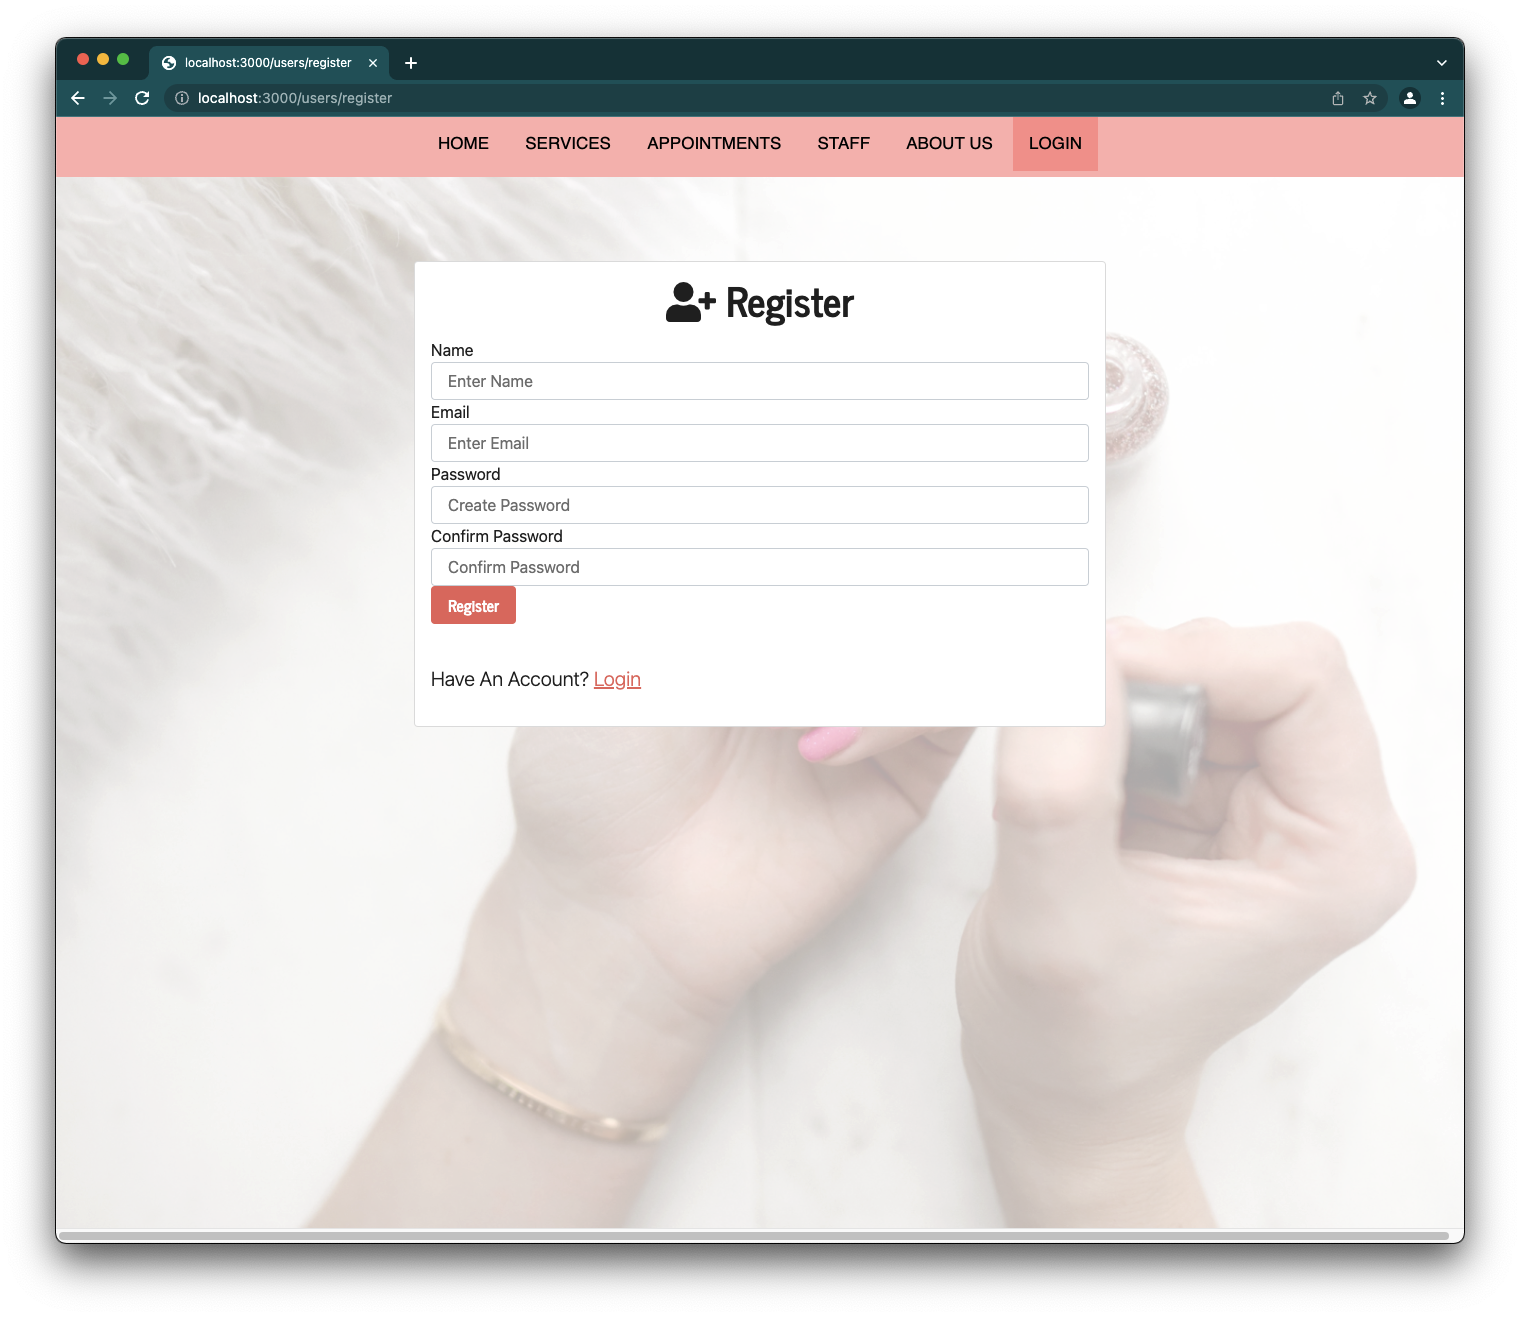 localhost:3000/users/register
localhost:3000/users/register
HOME SERVICES APPOINTMENTS STAFF ABOUT US LOGIN
Register
Name
Enter Name
Email
Enter Email
Password
Create Password
Confirm Password
Confirm Password
Register
Have An Account? Login